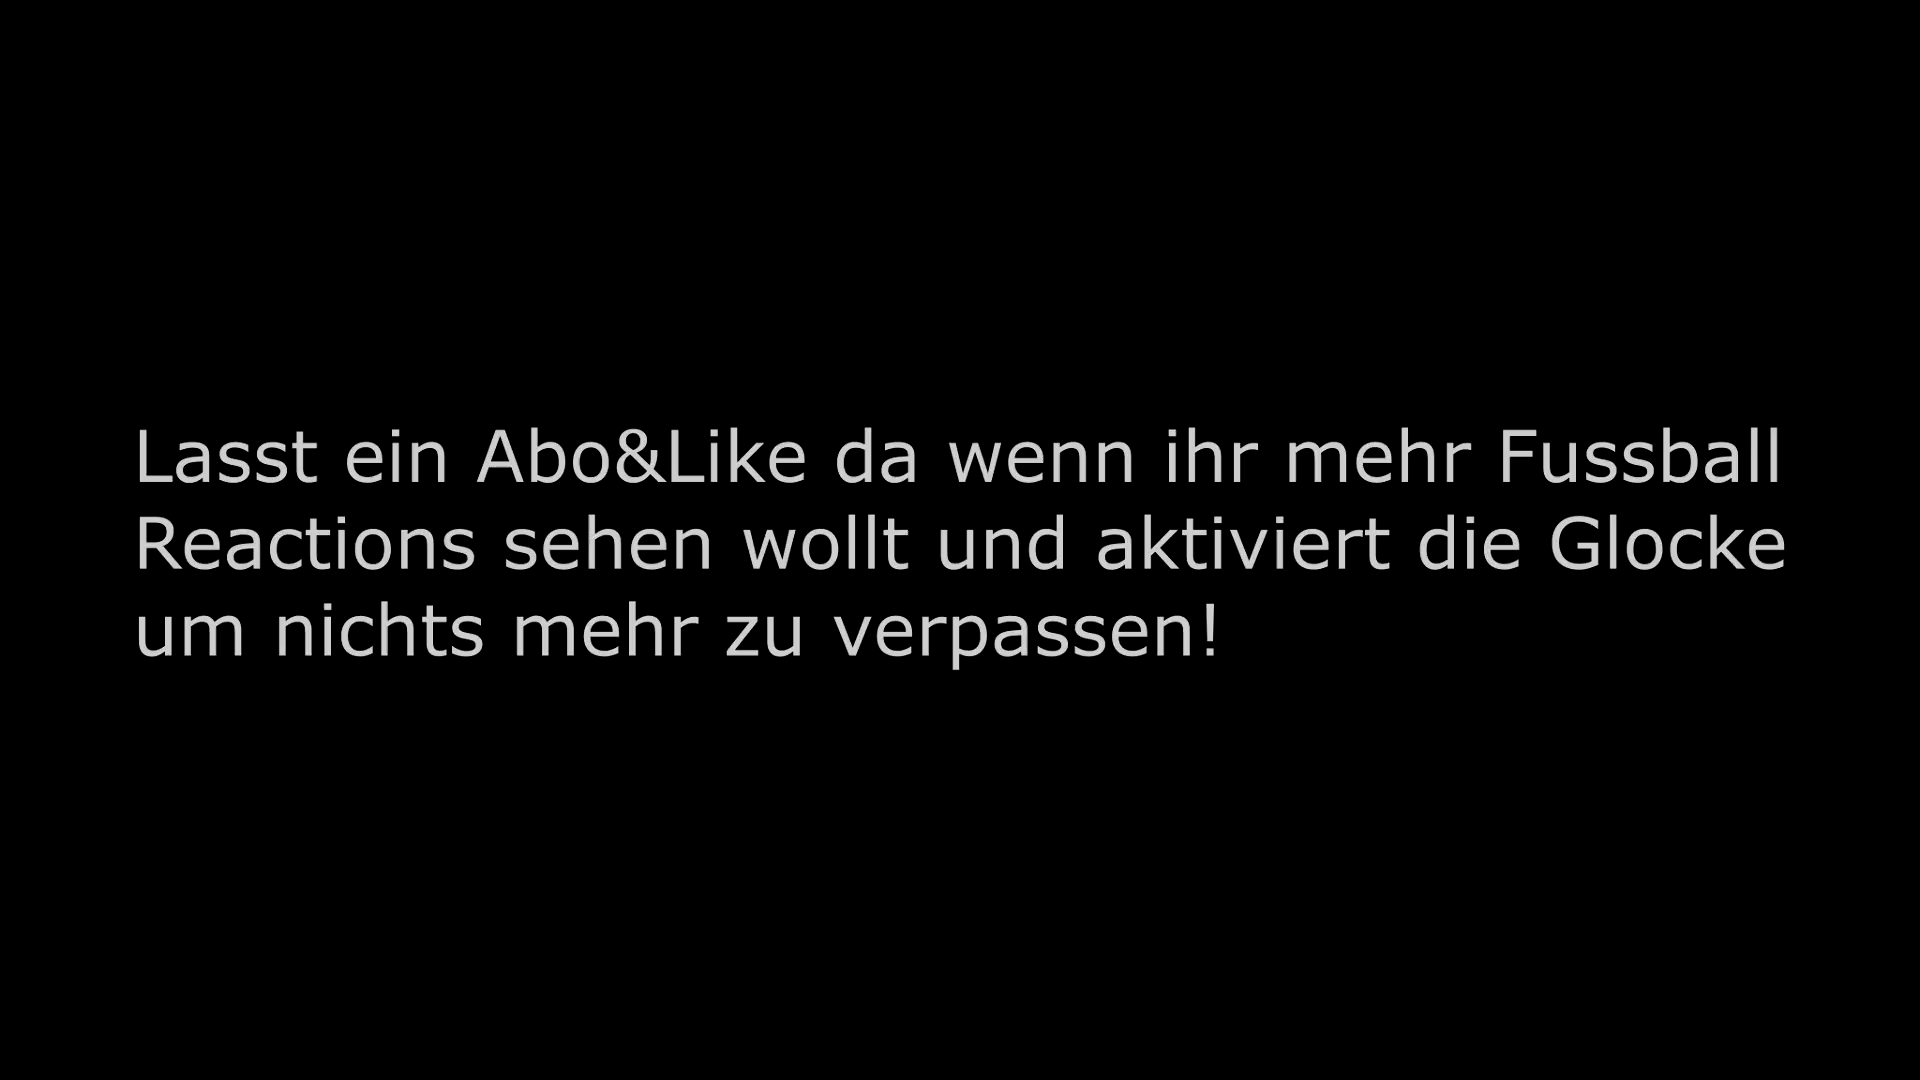 Lasst ein Abo&Like da wenn ihr mehr Fussball
Reactions sehen wollt und aktiviert die Glocke
um nichts mehr zu verpassen!